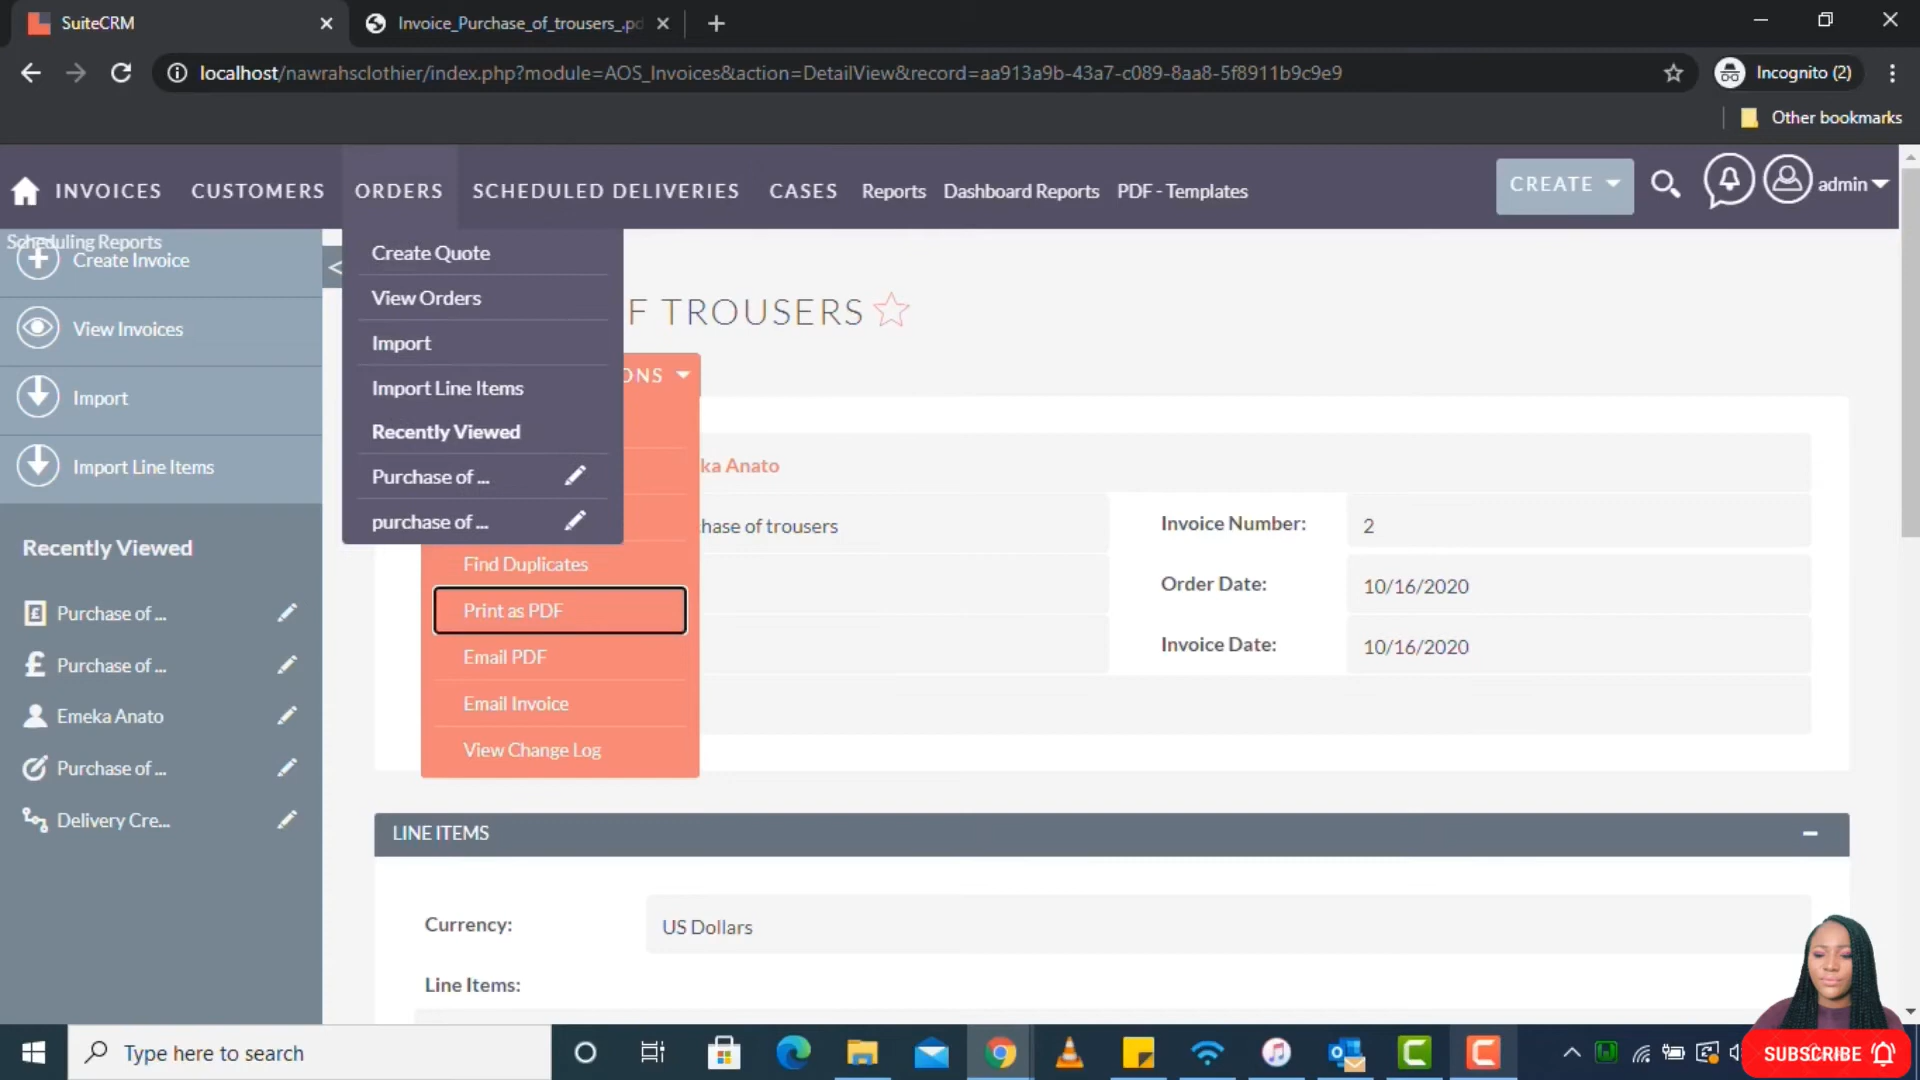 SuiteCRM
Invoice_Purchase_of_trousers_.pd
localhost/nawrahsclothier/index.php?module=AOS_Invoices&action=DetailView&record=aa913a9b-43a7-c089-8aa8-5f8911b9c9e9
Incognito (2)
Other bookmarks
INVOICES CUSTOMERS ORDERS SCHEDULED DELIVERIES CASES Reports Dashboard Reports PDF - Templates
CREATE
admin
Scheduling Reports
Create Invoice
View Invoices
Import
Import Line Items
Recently Viewed
Purchase of ...
Purchase of ...
Emeka Anato
Purchase of ...
Delivery Cre...
Create Quote
View Orders
Import
Import Line Items
Recently Viewed
Purchase of ...
purchase of ...
F TROUSERS
ONS
Find Duplicates
Print as PDF
Email PDF
Email Invoice
View Change Log
ka Anato
hase of trousers
Invoice Number: 2
Order Date: 10/16/2020
Invoice Date: 10/16/2020
LINE ITEMS
Currency: US Dollars
Line Items:
Type here to search
SUBSCRIBE